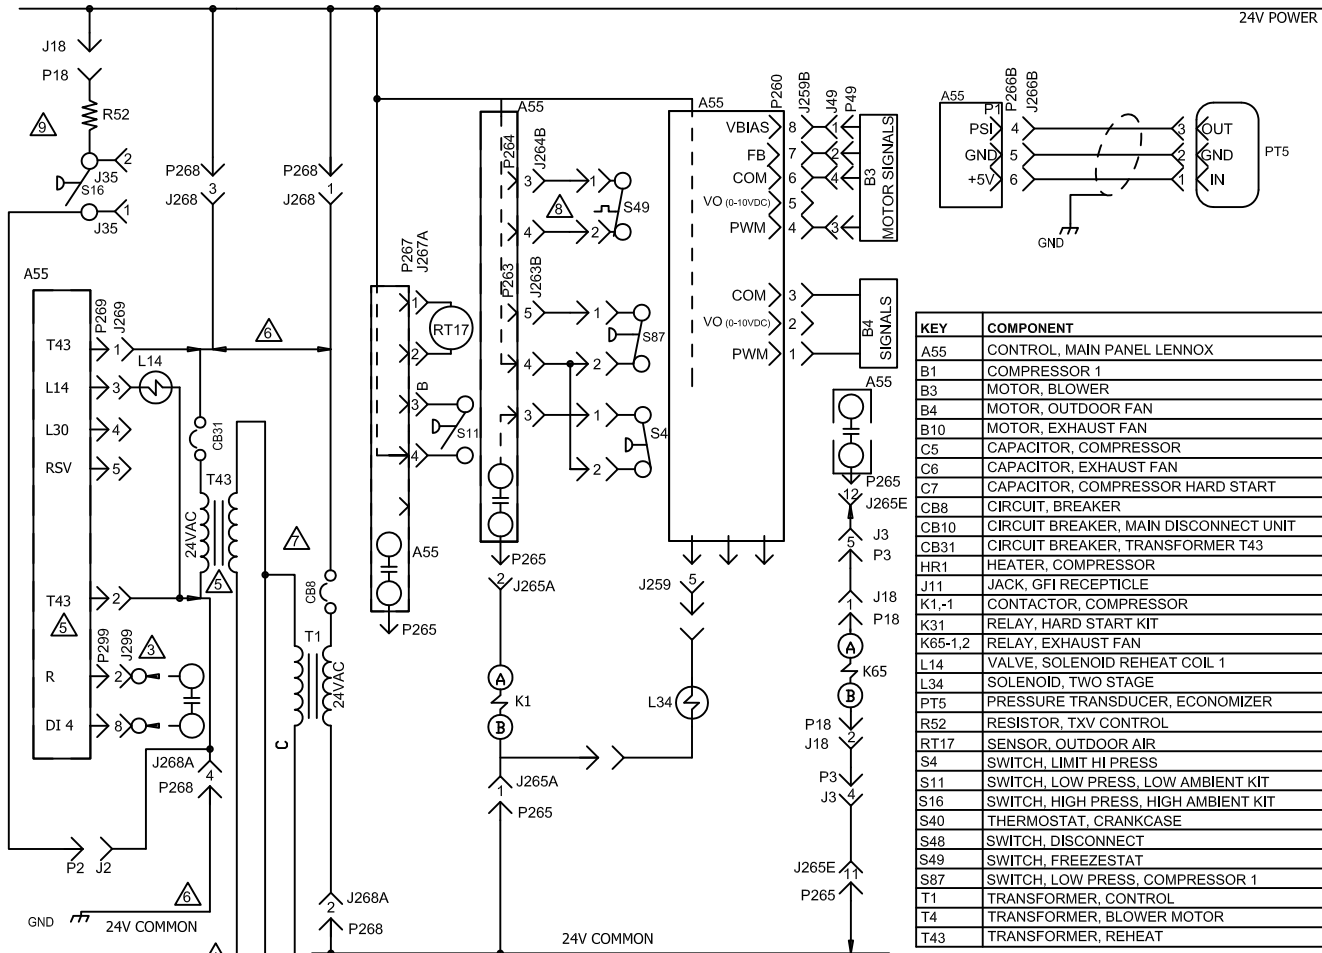 24V POWER
J18
P18
R52
9
2
J35
S16
1
J35
P268
3
J268
P268
1
J268
A55
T43
L14
L30
RSV
T43
5
R
DI 4
P269
J269
1
3
4
5
2
L14
6
CB31
T43
24VAC
5
P299
J299
3
2
8
J268A
4
P268
P2
J2
6
GND
24V COMMON
7
CB8
T1
24VAC
C
J268A
2
P268
24V COMMON
P267
J267A
1
2
3
B
4
RT17
S11
A55
P265
A55
P264
J264B
3
1
8
S49
4
2
P263
J263B
5
1
S87
4
2
3
1
S4
2
P265
2
J265A
A
K1
B
J265A
1
P265
A55
P260
J259B
J49
P49
VBIAS
8
1
FB
7
2
COM
6
4
VO (0-10VDC)
5
PWM
4
3
B3
MOTOR SIGNALS
COM
3
VO (0-10VDC)
2
PWM
1
B4
SIGNALS
J259
5
L34
A55
P265
12
J265E
J3
5
P3
J18
1
P18
A
K65
B
P18
2
J18
P3
4
J3
J265E
11
P265
A55
P1
P266B
J266B
PSI
4
3
OUT
GND
5
2
GND
+5V
6
1
IN
PT5
GND
KEY COMPONENT
A55 CONTROL, MAIN PANEL LENNOX
B1 COMPRESSOR 1
B3 MOTOR, BLOWER
B4 MOTOR, OUTDOOR FAN
B10 MOTOR, EXHAUST FAN
C5 CAPACITOR, COMPRESSOR
C6 CAPACITOR, EXHAUST FAN
C7 CAPACITOR, COMPRESSOR HARD START
CB8 CIRCUIT, BREAKER
CB10 CIRCUIT BREAKER, MAIN DISCONNECT UNIT
CB31 CIRCUIT BREAKER, TRANSFORMER T43
HR1 HEATER, COMPRESSOR
J11 JACK, GFI RECEPTICLE
K1,-1 CONTACTOR, COMPRESSOR
K31 RELAY, HARD START KIT
K65-1,2 RELAY, EXHAUST FAN
L14 VALVE, SOLENOID REHEAT COIL 1
L34 SOLENOID, TWO STAGE
PT5 PRESSURE TRANSDUCER, ECONOMIZER
R52 RESISTOR, TXV CONTROL
RT17 SENSOR, OUTDOOR AIR
S4 SWITCH, LIMIT HI PRESS
S11 SWITCH, LOW PRESS, LOW AMBIENT KIT
S16 SWITCH, HIGH PRESS, HIGH AMBIENT KIT
S40 THERMOSTAT, CRANKCASE
S48 SWITCH, DISCONNECT
S49 SWITCH, FREEZESTAT
S87 SWITCH, LOW PRESS, COMPRESSOR 1
T1 TRANSFORMER, CONTROL
T4 TRANSFORMER, BLOWER MOTOR
T43 TRANSFORMER, REHEAT